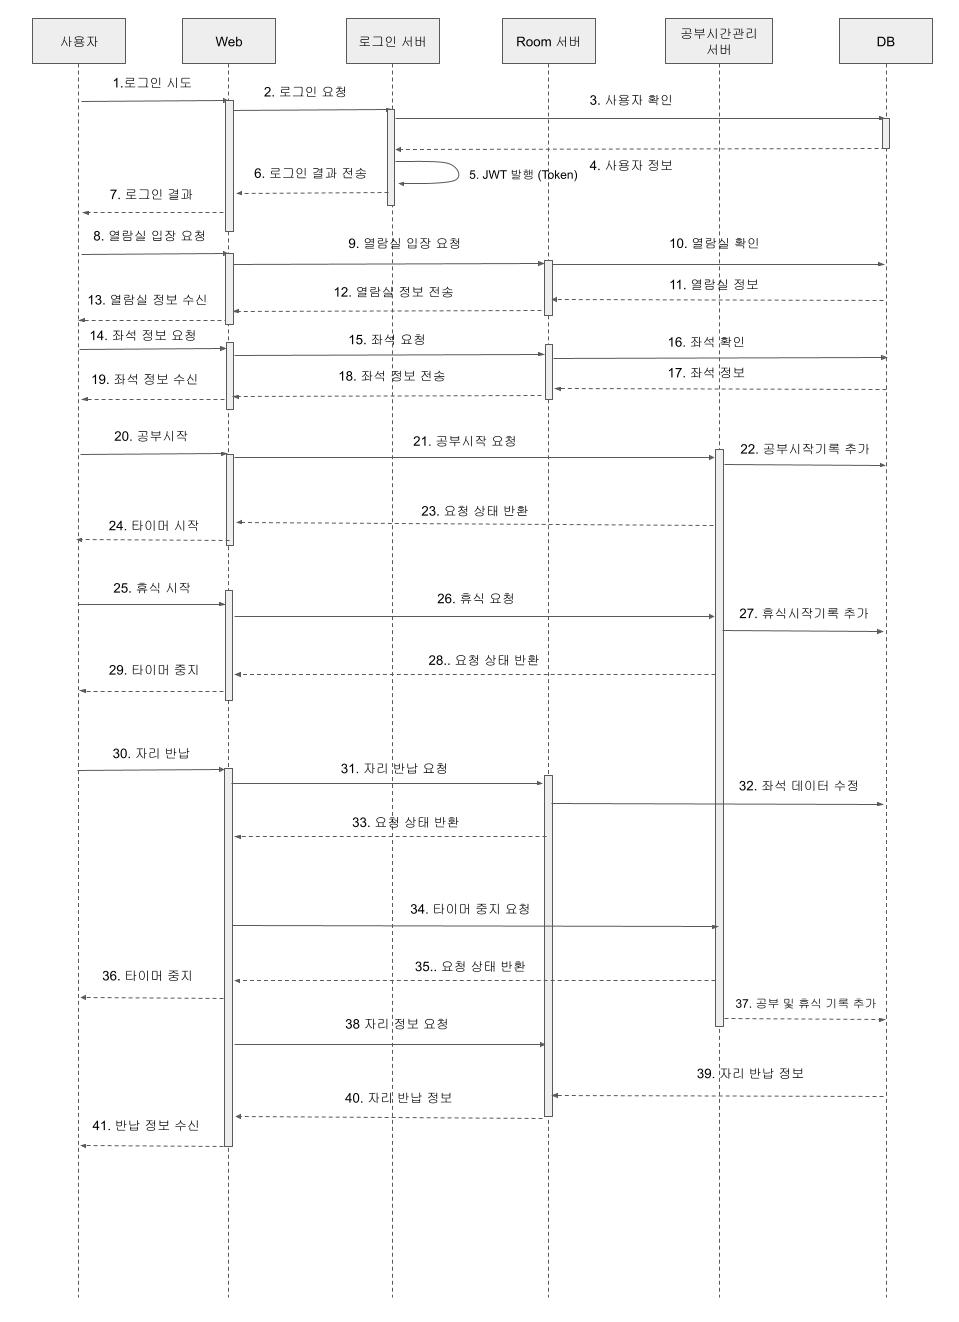 사용자
Web
로그인 서버
Room 서버
공부시간관리
서버
DB
1.로그인 시도
2. 로그인 요청
3. 사용자 확인
4. 사용자 정보
5. JWT 발행 (Token)
6. 로그인 결과 전송
7. 로그인 결과
8. 열람실 입장 요청
9. 열람실 입장 요청
10. 열람실 확인
11. 열람실 정보
12. 열람실 정보 전송
13. 열람실 정보 수신
14. 좌석 정보 요청
15. 좌석 요청
16. 좌석 확인
17. 좌석 정보
18. 좌석 정보 전송
19. 좌석 정보 수신
20. 공부시작
21. 공부시작 요청
22. 공부시작기록 추가
23. 요청 상태 반환
24. 타이머 시작
25. 휴식 시작
26. 휴식 요청
27. 휴식시작기록 추가
28.. 요청 상태 반환
29. 타이머 중지
30. 자리 반납
31. 자리 반납 요청
32. 좌석 데이터 수정
33. 요청 상태 반환
34. 타이머 중지 요청
35.. 요청 상태 반환
36. 타이머 중지
37. 공부 및 휴식 기록 추가
38 자리 정보 요청
39. 자리 반납 정보
40. 자리 반납 정보
41. 반납 정보 수신